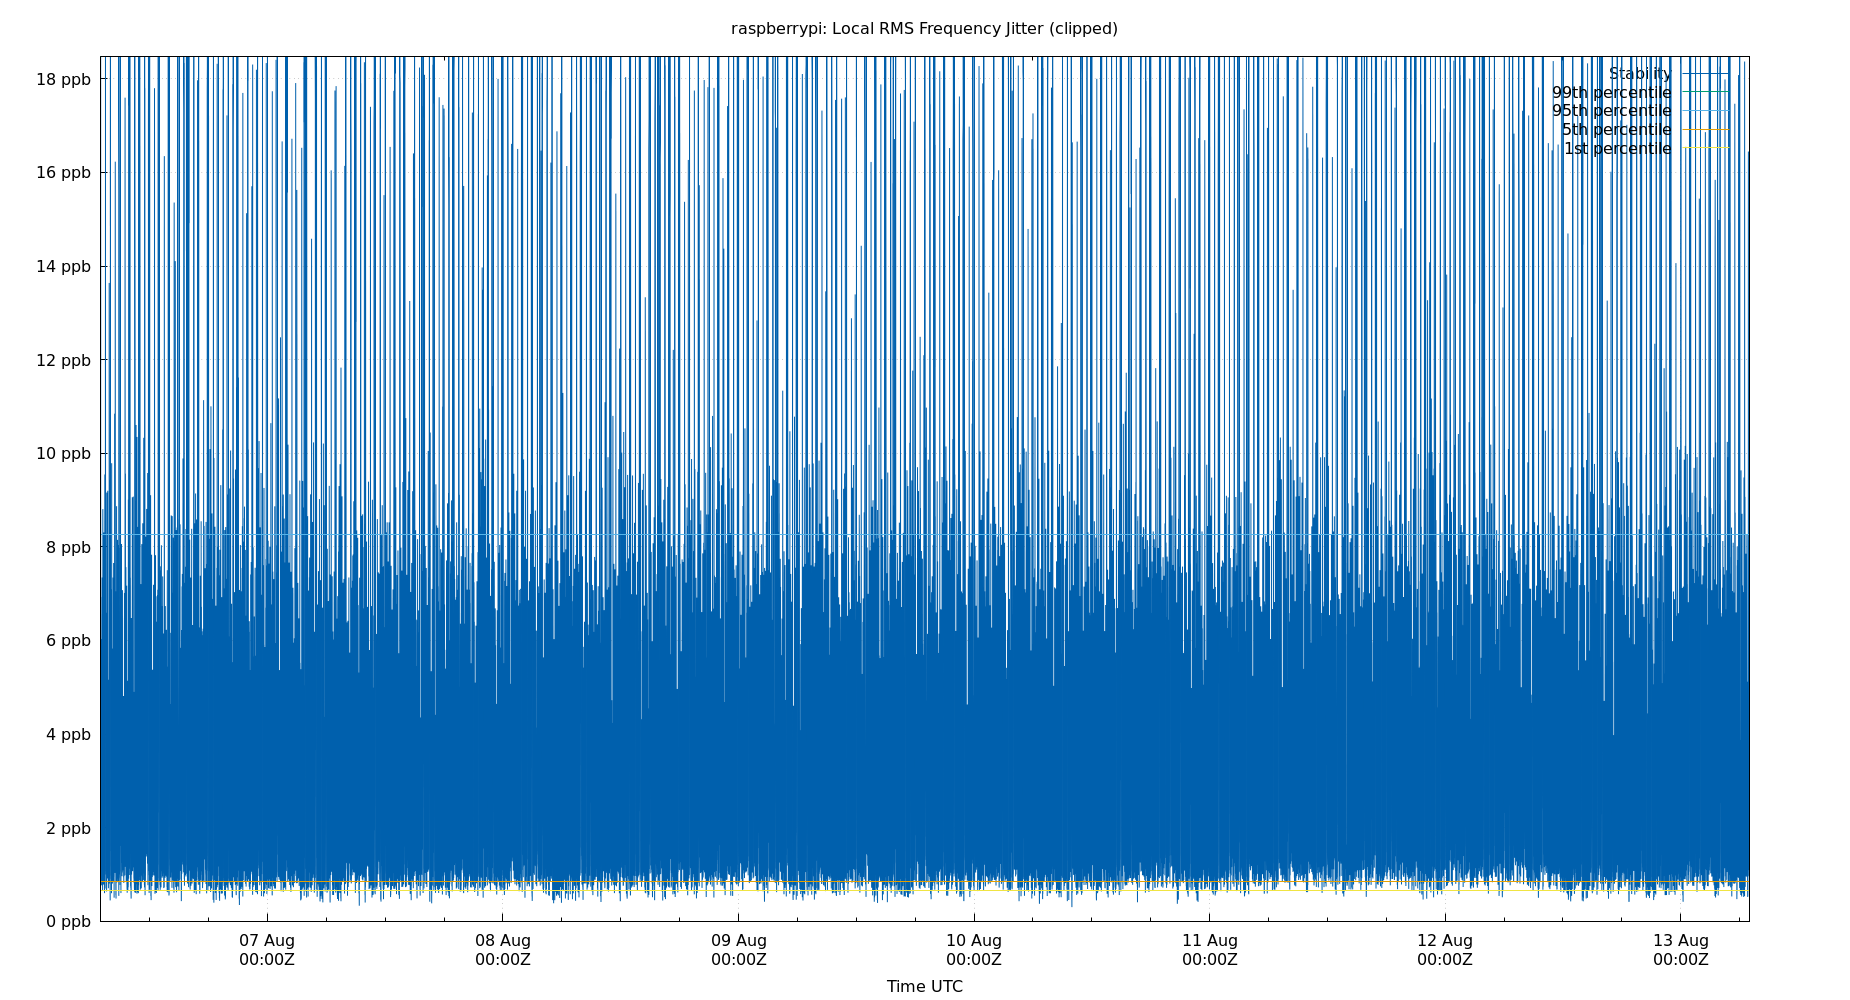 raspberrypi: Local RMS Frequency Jitter (clipped)
18 ppb
16 ppb
14 ppb
12 ppb
10 ppb
8 ppb
6 ppb
4 ppb
2 ppb
0 ppb
Stability
99th percentile
95th percentile
5th percentile
1st percentile
07 Aug 08 Aug 09 Aug 10 Aug 11 Aug 12 Aug 13 Aug
00:00Z 00:00Z 00:00Z 00:00Z 00:00Z 00:00Z 00:00Z
Time UTC